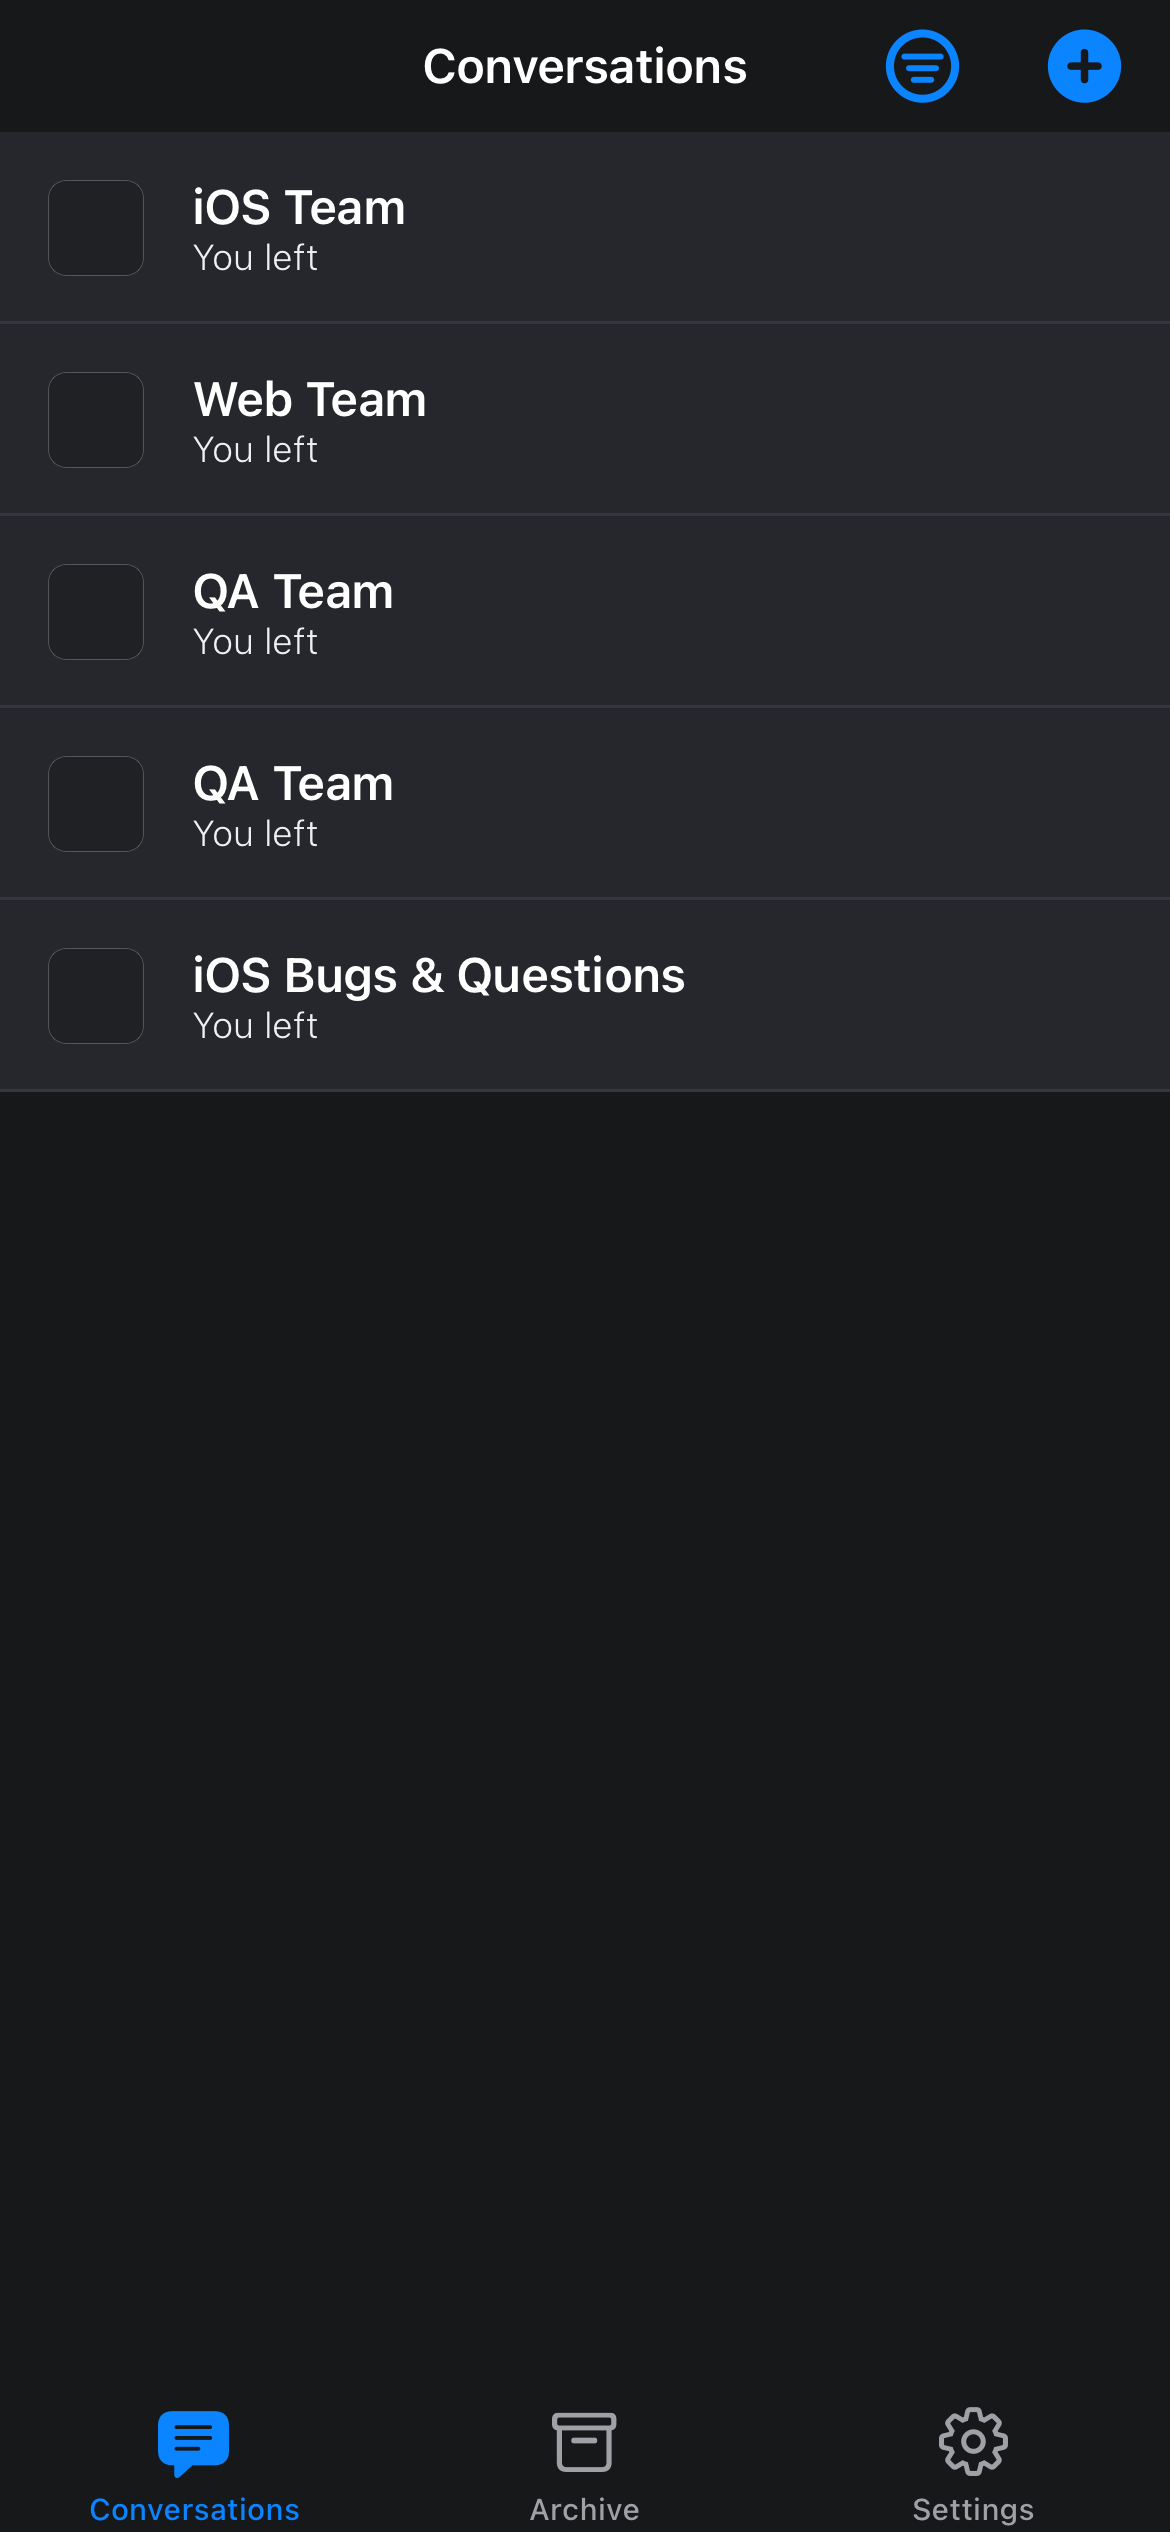 Conversations
iOS Team
You left
Web Team
You left
QA Team
You left
QA Team
You left
iOS Bugs & Questions
You left
Conversations
Archive
Settings